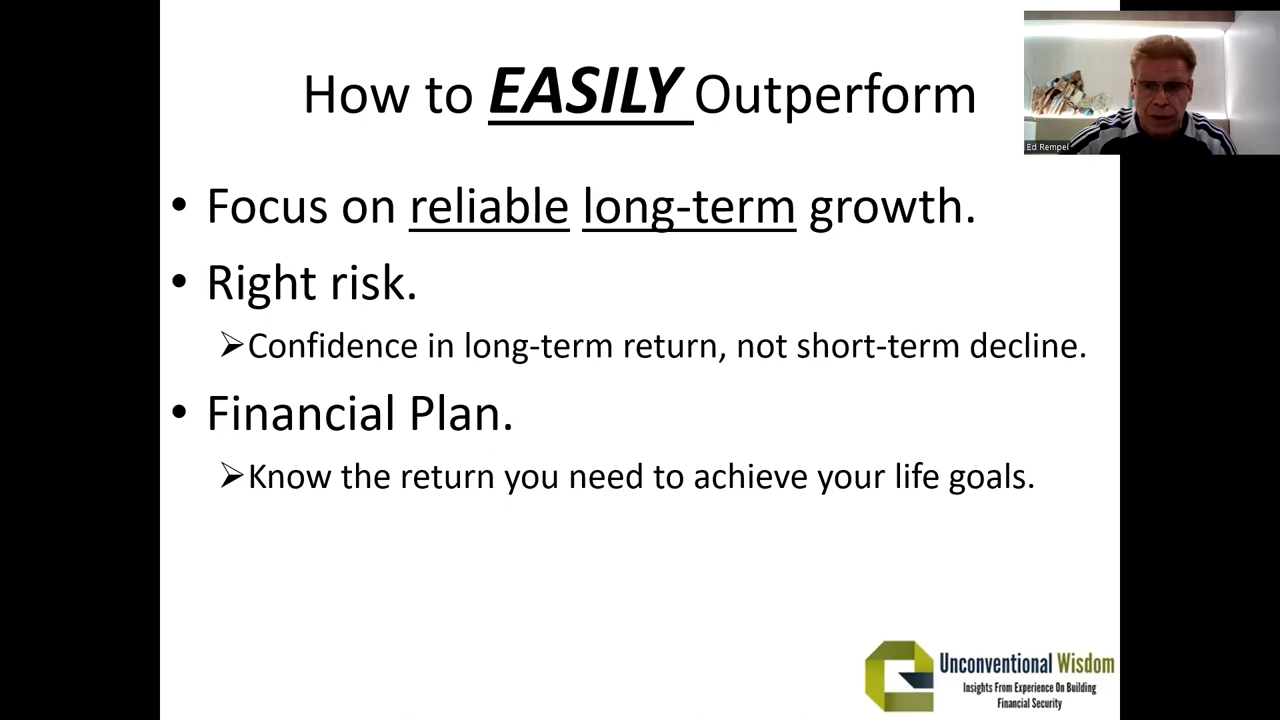 How to EASILY Outperform
Ed Rempel
• Focus on reliable long-term growth.
• Right risk.
➢Confidence in long-term return, not short-term decline.
• Financial Plan.
➢Know the return you need to achieve your life goals.
Unconventional Wisdom
Insights From Experience On Building
Financial Security